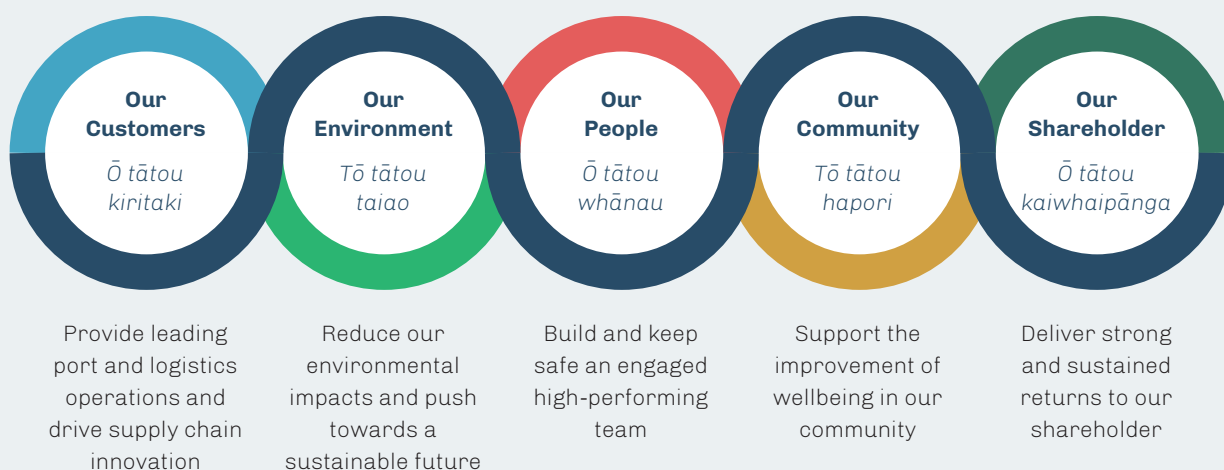 Our
Customers
Ō tātou
kiritaki
Our
Environment
Tō tātou
taiao
Our
People
Ō tātou
whānau
Our
Community
Tō tātou
hapori
Our
Shareholder
Ō tātou
kaiwhaipānga
Provide leading
port and logistics
operations and
drive supply chain
innovation
Reduce our
environmental
impacts and push
towards a
sustainable future
Build and keep
safe an engaged
high-performing
team
Support the
improvement of
wellbeing in our
community
Deliver strong
and sustained
returns to our
shareholder